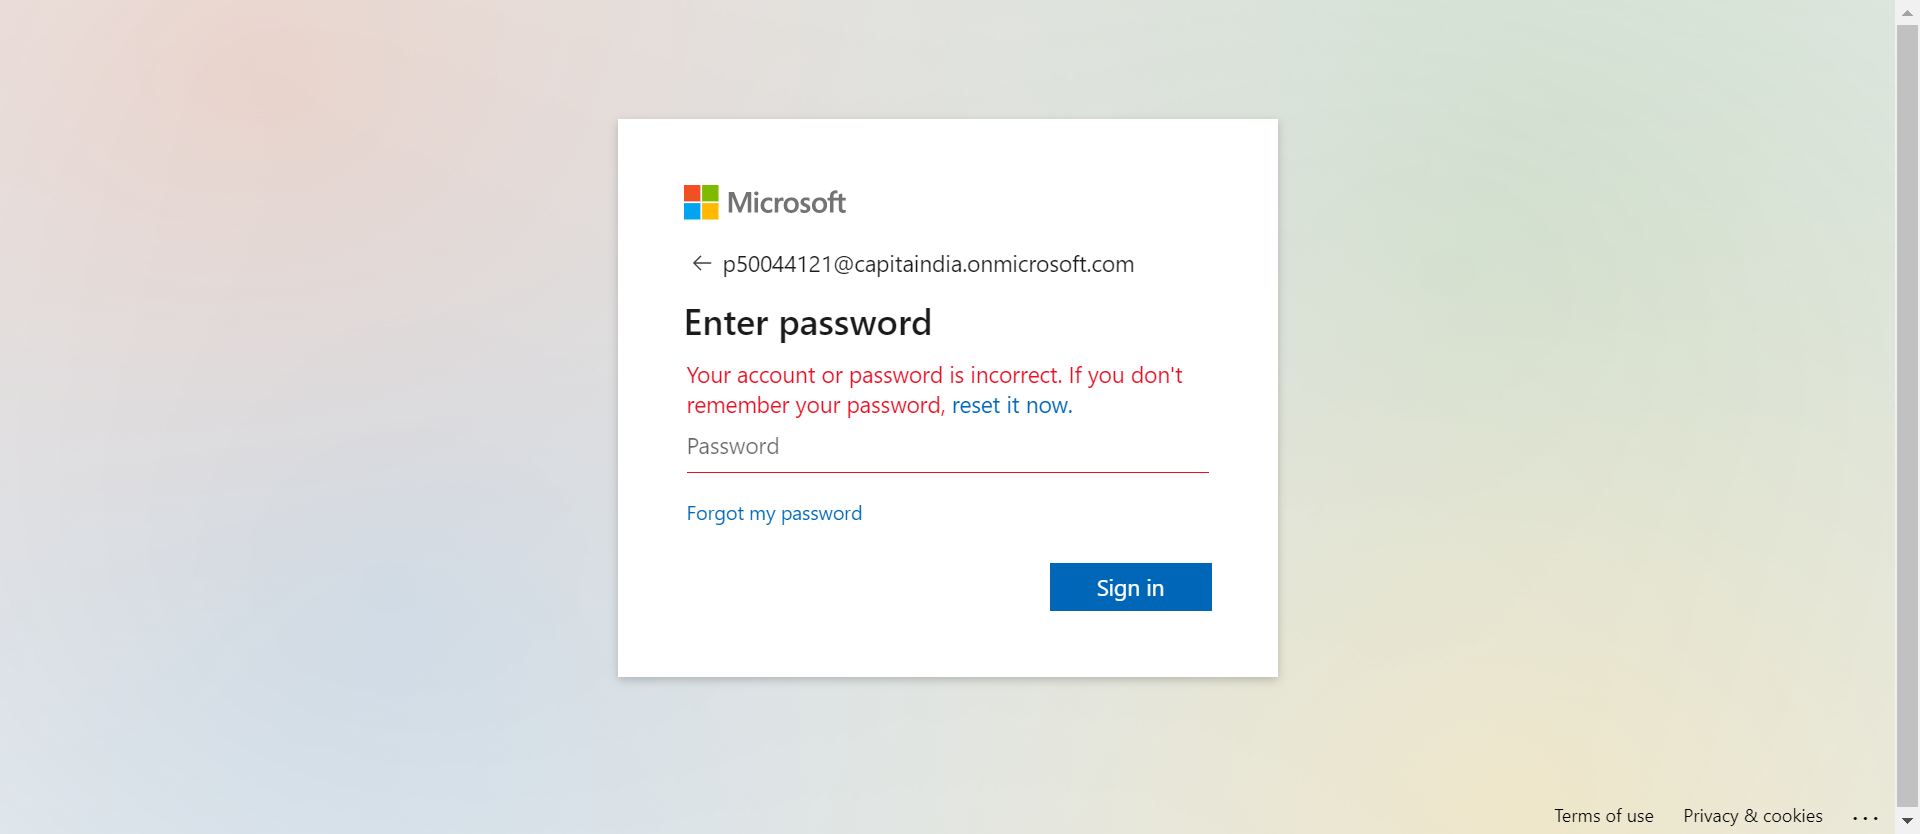 Microsoft
← p50044121@capitaindia.onmicrosoft.com
Enter password
Your account or password is incorrect. If you don't
remember your password, reset it now.
Password
Forgot my password
Sign in
Terms of use Privacy & cookies ...